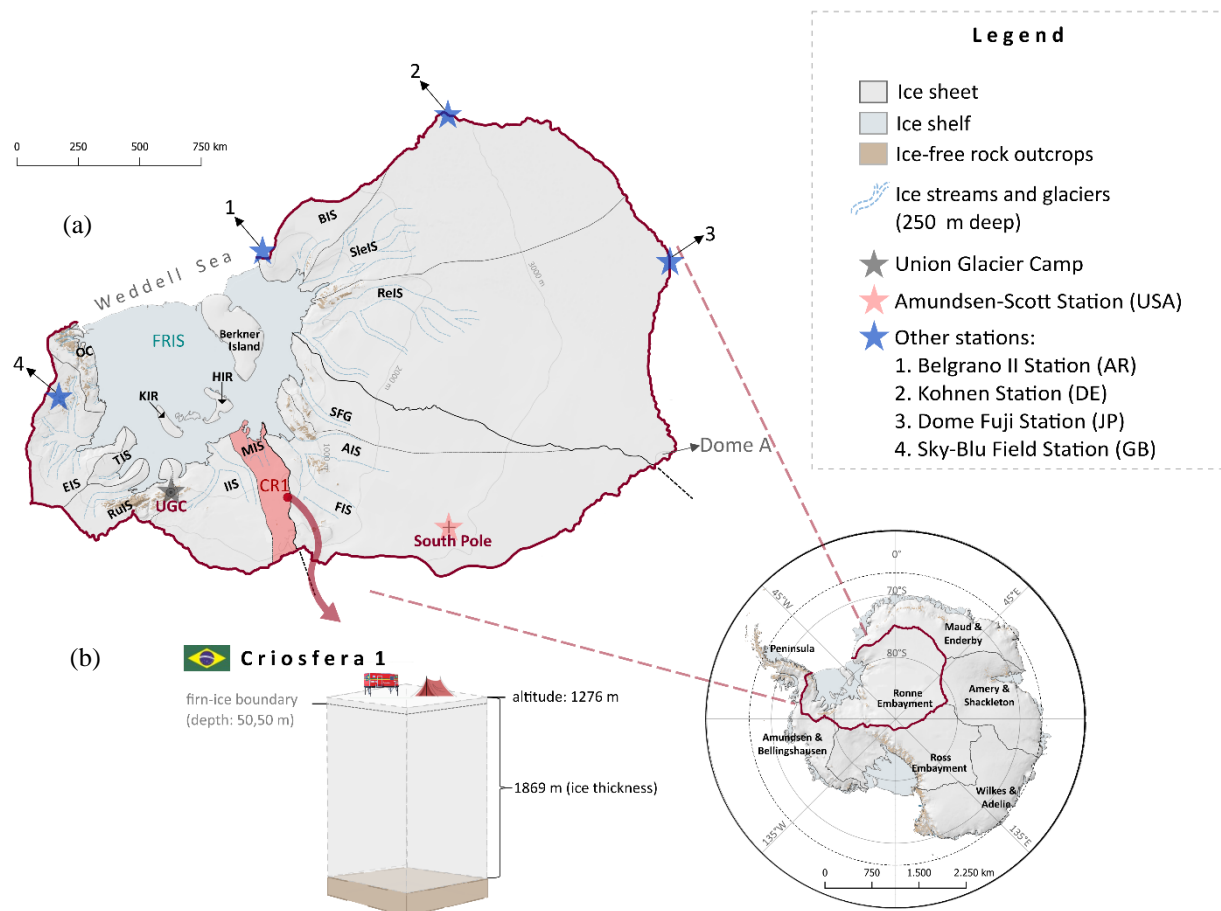 Legend
Ice sheet
Ice shelf
Ice-free rock outcrops
Ice streams and glaciers
(250 m deep)
Union Glacier Camp
Amundsen-Scott Station (USA)
Other stations:
1. Belgrano II Station (AR)
2. Kohnen Station (DE)
3. Dome Fuji Station (JP)
4. Sky-Blu Field Station (GB)
0 250 500 750 km
(a)
1
2
3
4
Weddell Sea
BIS
SleIS
ReIS
3000 m
2000 m
1000 m
FRIS
Berkner
Island
OC
HIR
KIR
SFG
AIS
MIS
TIS
EIS
IIS
CR1
FIS
RuIS
UGC
South Pole
Dome A
(b)
Criosfera 1
firn-ice boundary
(depth: 50,50 m)
altitude: 1276 m
1869 m (ice thickness)
0°
45°W
45°E
70°S
80°S
Peninsula
Maud &
Enderby
Ronne
Embayment
Amery &
Shackleton
Amundsen &
Bellingshausen
Ross
Embayment
Wilkes &
Adelie
135°W
135°E
0 750 1.500 2.250 km